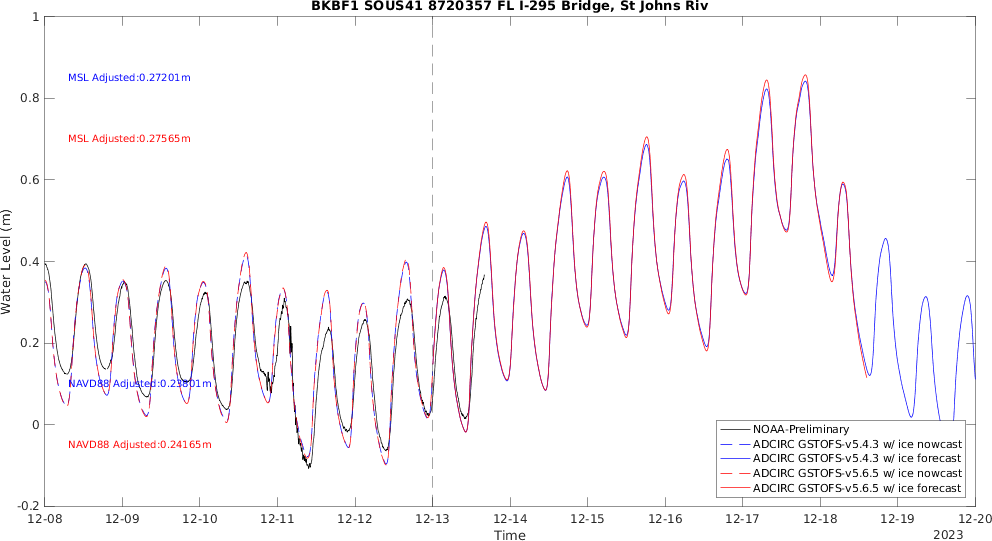 BKBF1 SOUS41 8720357 FL I-295 Bridge, St Johns Riv
1
0.8
0.6
0.4
0.2
0
-0.2
Water Level (m)
MSL Adjusted:0.27201m
MSL Adjusted:0.27565m
NAVD88 Adjusted:0.23801m
NAVD88 Adjusted:0.24165m
NOAA-Preliminary
ADCIRC GSTOFS-v5.4.3 w/ ice nowcast
ADCIRC GSTOFS-v5.4.3 w/ ice forecast
ADCIRC GSTOFS-v5.6.5 w/ ice nowcast
ADCIRC GSTOFS-v5.6.5 w/ ice forecast
12-08 12-09 12-10 12-11 12-12 12-13 12-14 12-15 12-16 12-17 12-18 12-19 12-20
Time
2023